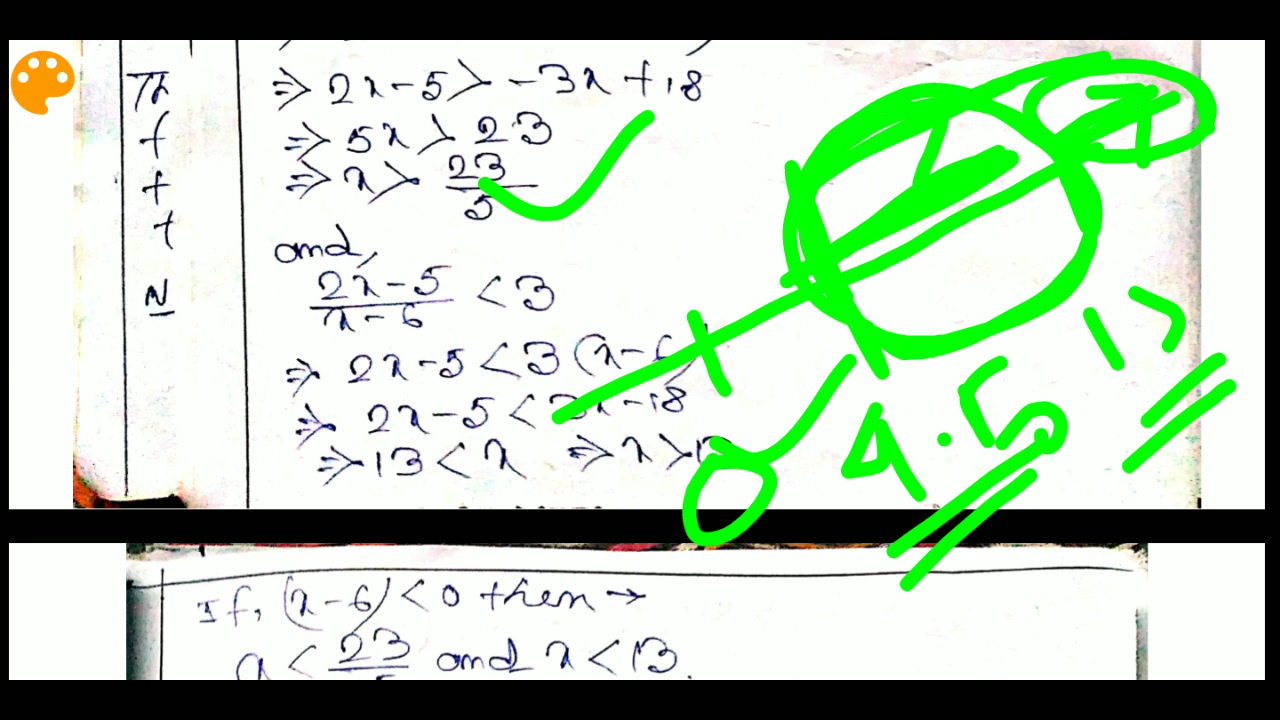 ⇒ 2x-5 > -3x+18
⇒ 5x > 23
⇒ x > 23/5
and,
(2x-5)/(x-6) < 3
⇒ 2x-5 < 3(x-6)
⇒ 2x-5 < 3x-18
⇒ 13 < x ⇒ x > 13
4.5
If, (x-6) < 0 then →
x < 23/5 and x < 13.